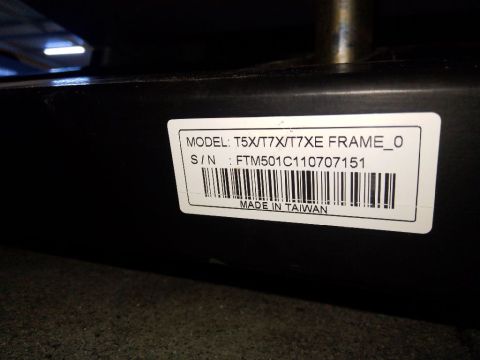 MODEL: T5X/T7X/T7XE FRAME_0
S / N : FTM501C110707151
MADE IN TAIWAN